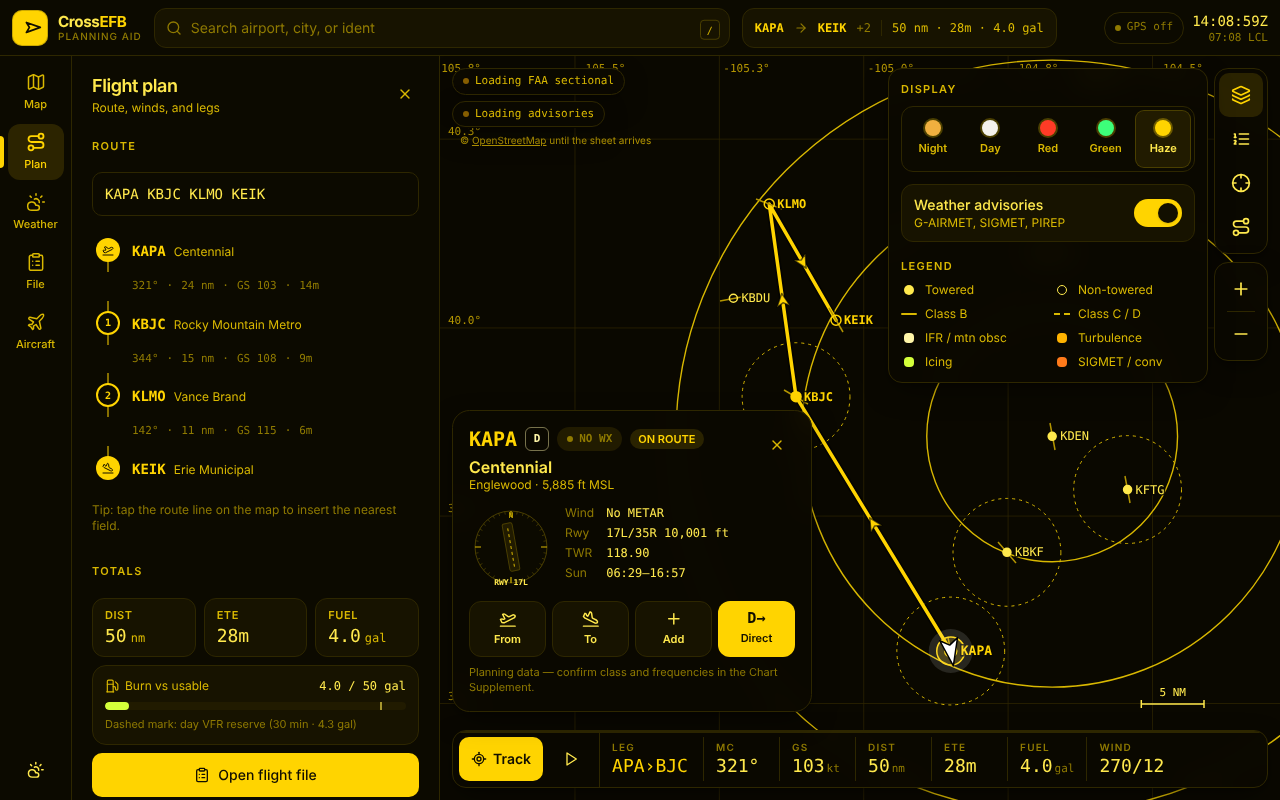 CrossEFB
PLANNING AID
Search airport, city, or ident
/
KAPA → KEIK +2 50 nm · 28m · 4.0 gal
GPS off
14:08:59Z
07:08 LCL
Map
Plan
Weather
File
Aircraft
Flight plan
Route, winds, and legs
ROUTE
KAPA KBJC KLMO KEIK
KAPA Centennial
321° · 24 nm · GS 103 · 14m
1 KBJC Rocky Mountain Metro
344° · 15 nm · GS 108 · 9m
2 KLMO Vance Brand
142° · 11 nm · GS 115 · 6m
KEIK Erie Municipal
Tip: tap the route line on the map to insert the nearest
field.
TOTALS
DIST
50 nm
ETE
28m
FUEL
4.0 gal
Burn vs usable 4.0 / 50 gal
Dashed mark: day VFR reserve (30 min · 4.3 gal)
Open flight file
-105.3° -105.0° -104.8° -104.5°
Loading FAA sectional
Loading advisories
40.3°
© OpenStreetMap until the sheet arrives
40.0°
KLMO
KBDU
KEIK
KBJC
KDEN
KFTG
KBKF
KAPA
5 NM
DISPLAY
Night
Day
Red
Green
Haze
Weather advisories
G-AIRMET, SIGMET, PIREP
LEGEND
Towered
Non-towered
Class B
Class C / D
IFR / mtn obsc
Turbulence
Icing
SIGMET / conv
KAPA D NO WX ON ROUTE
Centennial
Englewood · 5,885 ft MSL
N
RWY 17L
Wind No METAR
Rwy 17L/35R 10,001 ft
TWR 118.90
Sun 06:29–16:57
From
To
Add
D→
Direct
Planning data — confirm class and frequencies in the Chart
Supplement.
Track
LEG
APA›BJC
MC
321°
GS
103 kt
DIST
50 nm
ETE
28m
FUEL
4.0 gal
WIND
270/12